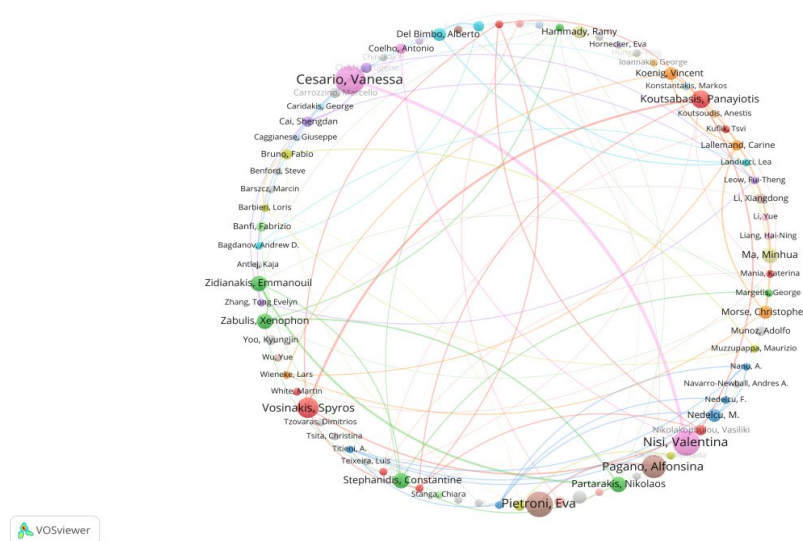 Del Bimbo, Alberto
Hammady, Ramy
Coelho, Antonio
Hornecker, Eva
Ioannakis, George
Cesario, Vanessa
Koenig, Vincent
Carrozzino, Marcello
Konstantakis, Markos
Koutsabasis, Panayiotis
Caridakis, George
Koutsoudis, Anestis
Cai, Shengdan
Kuflik, Tsvi
Caggianese, Giuseppe
Lallemand, Carine
Bruno, Fabio
Landucci, Lea
Benford, Steve
Leow, Fui-Theng
Barszcz, Marcin
Li, Xiangdong
Barbieri, Loris
Li, Yue
Banfi, Fabrizio
Liang, Hai-Ning
Bagdanov, Andrew D.
Ma, Minhua
Antlej, Kaja
Mania, Katerina
Zidianakis, Emmanouil
Margetis, George
Zhang, Tong Evelyn
Morse, Christophe
Zabulis, Xenophon
Munoz, Adolfo
Yoo, Kyungjin
Muzzupappa, Maurizio
Wu, Yue
Nanu, A.
Wieneke, Lars
Navarro-Newball, Andres A.
White, Martin
Nedelcu, F.
Vosinakis, Spyros
Nedelcu, M.
Tzovaras, Dimitrios
Nikolakopoulou, Vasiliki
Tsita, Christina
Nisi, Valentina
Titieni, A.
Teixeira, Luis
Pagano, Alfonsina
Stephanidis, Constantine
Partarakis, Nikolaos
Stanga, Chiara
Pietroni, Eva
VOSviewer